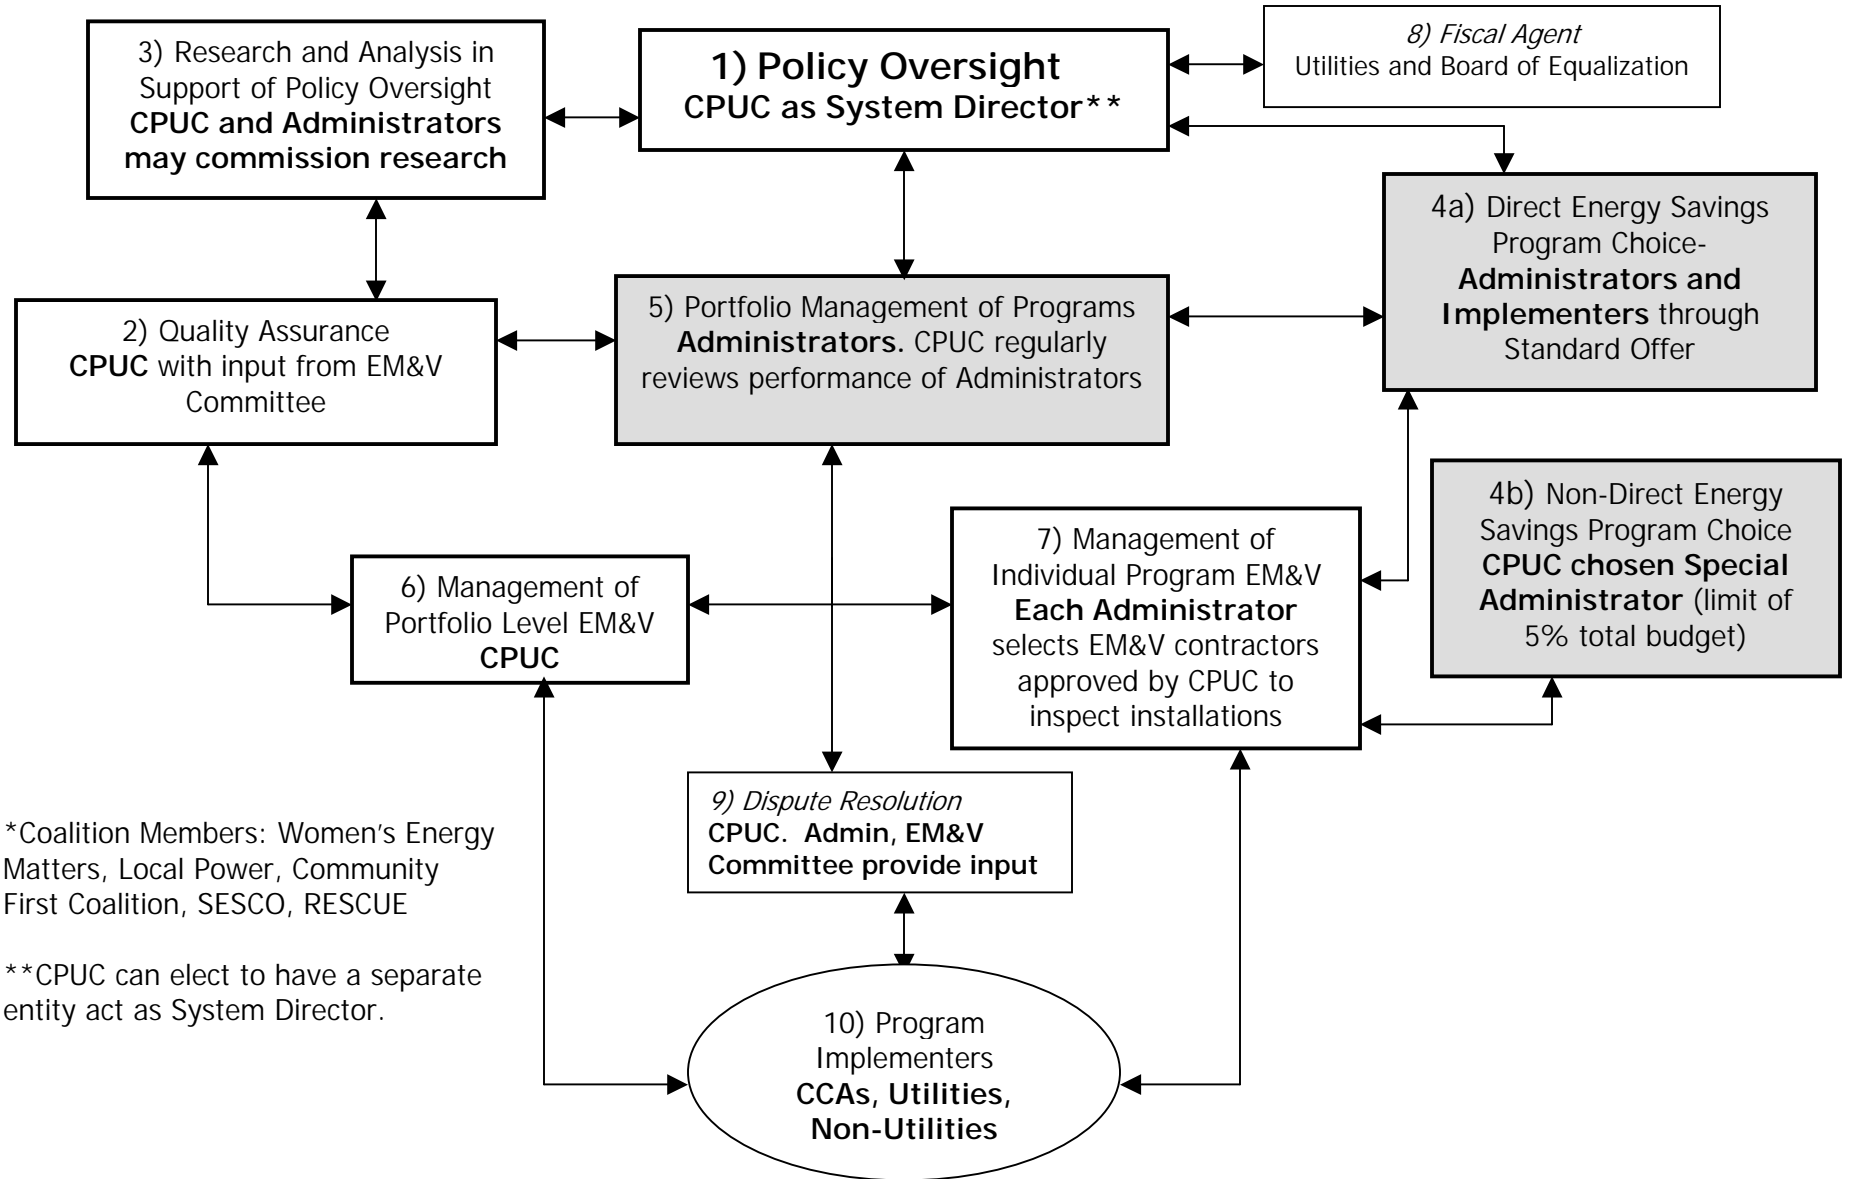 3) Research and Analysis in
Support of Policy Oversight
CPUC and Administrators
may commission research
1) Policy Oversight
CPUC as System Director**
8) Fiscal Agent
Utilities and Board of Equalization
4a) Direct Energy Savings
Program Choice-
Administrators and
Implementers through
Standard Offer
2) Quality Assurance
CPUC with input from EM&V
Committee
5) Portfolio Management of Programs
Administrators. CPUC regularly
reviews performance of Administrators
4b) Non-Direct Energy
Savings Program Choice
CPUC chosen Special
Administrator (limit of
5% total budget)
6) Management of
Portfolio Level EM&V
CPUC
7) Management of
Individual Program EM&V
Each Administrator
selects EM&V contractors
approved by CPUC to
inspect installations
9) Dispute Resolution
CPUC.  Admin, EM&V
Committee provide input
*Coalition Members: Women's Energy
Matters, Local Power, Community
First Coalition, SESCO, RESCUE
**CPUC can elect to have a separate
entity act as System Director.
10) Program
Implementers
CCAs, Utilities,
Non-Utilities